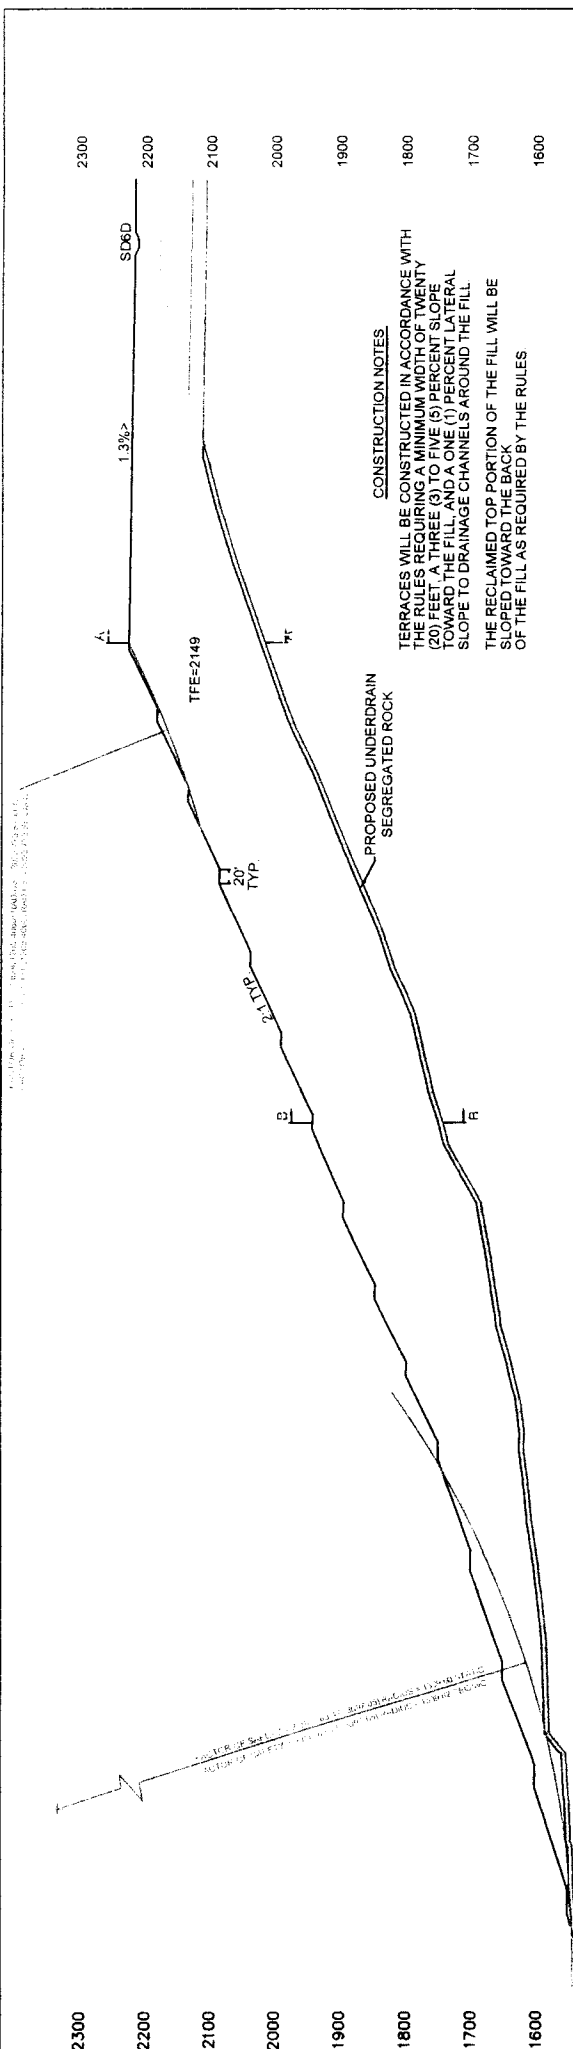 2300
2200
2100
2000
1900
1800
1700
1600
SD6D
1.3%>
A
A'
TFE=2149
20'
TYP.
2:1 TYP.
B
PROPOSED UNDERDRAIN
SEGREGATED ROCK
CONSTRUCTION NOTES
TERRACES WILL BE CONSTRUCTED IN ACCORDANCE WITH
THE RULES REQUIRING A MINIMUM WIDTH OF TWENTY
(20) FEET, A THREE (3) TO FIVE (5) PERCENT SLOPE
TOWARD THE FILL, AND A ONE (1) PERCENT LATERAL
SLOPE TO DRAINAGE CHANNELS AROUND THE FILL.
THE RECLAIMED TOP PORTION OF THE FILL WILL BE
SLOPED TOWARD THE BACK
OF THE FILL AS REQUIRED BY THE RULES
FACTOR OF
2300
2200
2100
2000
1900
1800
1700
1600